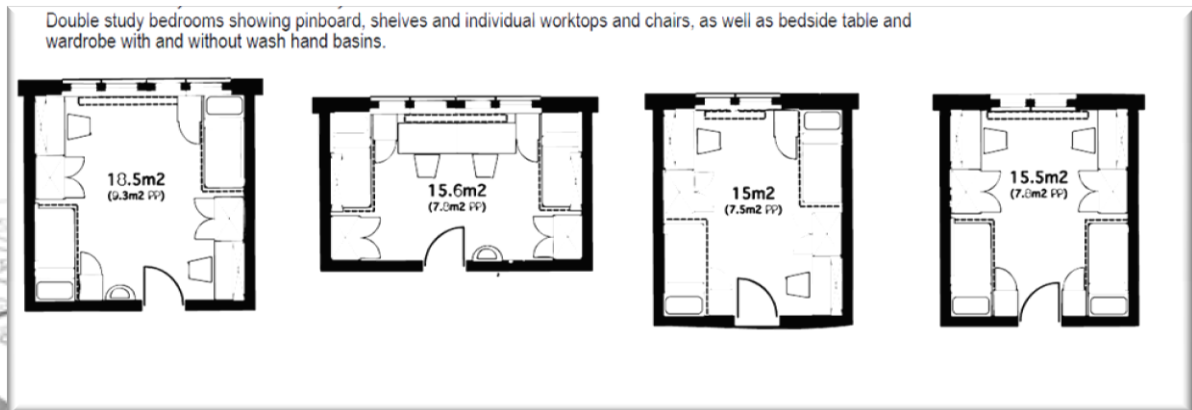 Double study bedrooms showing pinboard, shelves and individual worktops and chairs, as well as bedside table and
wardrobe with and without wash hand basins.
18.5m2
(9.3m2 PP)
15.6m2
(7.8m2 PP)
15m2
(7.5m2 PP)
15.5m2
(7.8m2 PP)